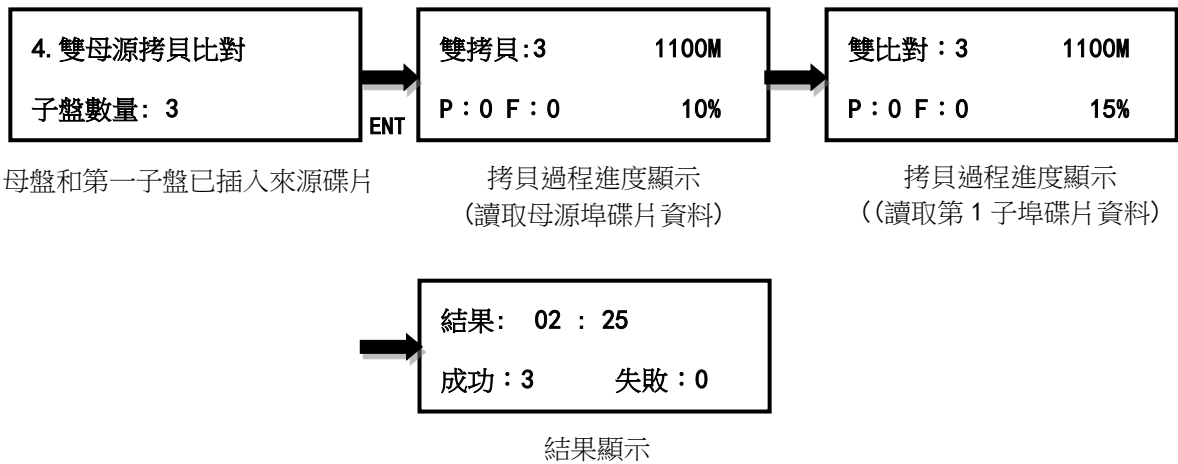 4.雙母源拷貝比對
子盤數量: 3
ENT
雙拷貝:3 1100M
P：0 F：0 10%
雙比對：3 1100M
P：0 F：0 15%
母盤和第一子盤已插入來源碟片
拷貝過程進度顯示
(讀取母源埠碟片資料)
拷貝過程進度顯示
((讀取第 1 子埠碟片資料)
結果: 02 : 25
成功：3 失敗：0
結果顯示